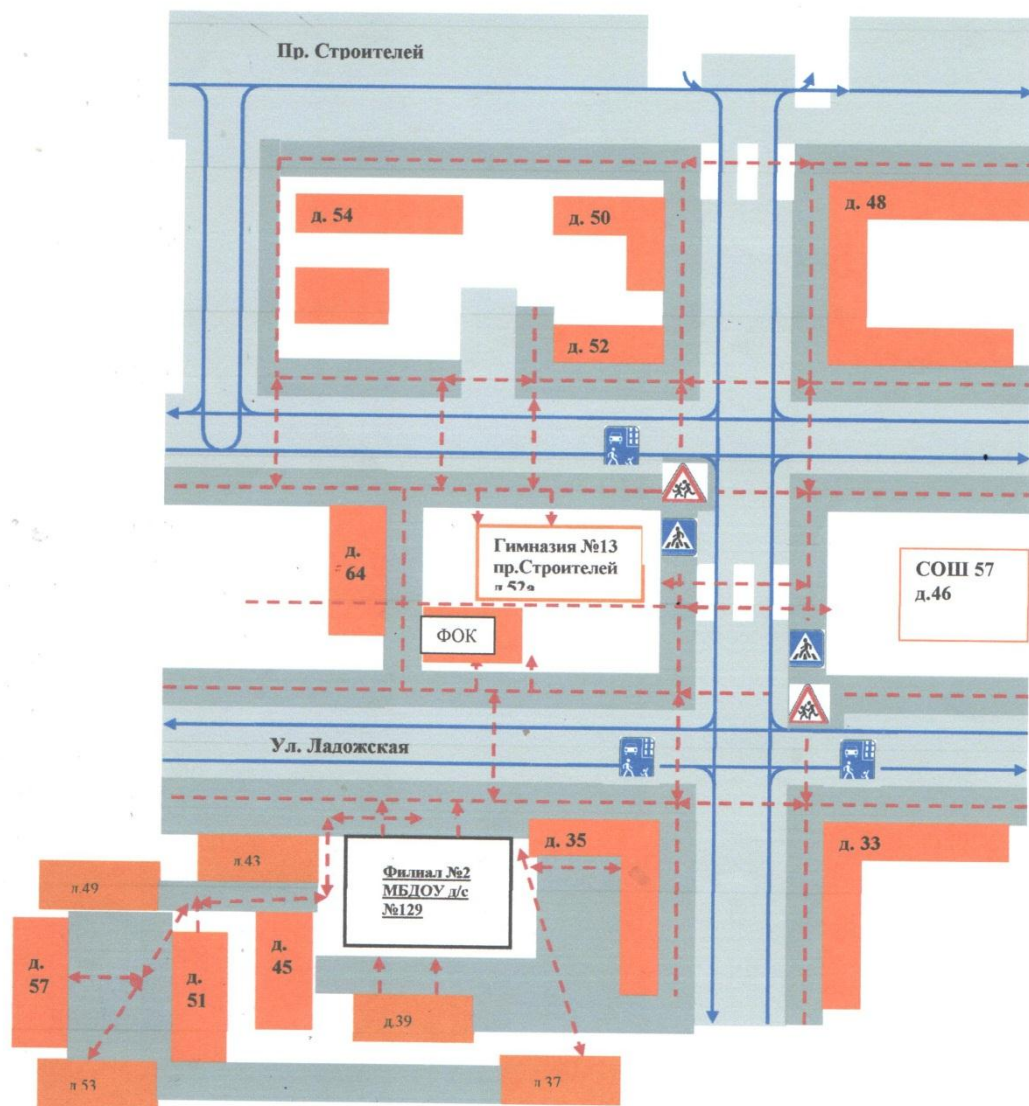 Пр. Строителей
д. 54
д. 50
д. 48
д. 52
д.
64
Гимназия №13
пр.Строителей
д.52а
СОШ 57
д.46
ФОК
Ул. Ладожская
д. 35
д. 33
д.43
д.49
Филиал №2
МБДОУ д/с
№129
д.
57
д.
51
д.
45
д.39
д.53
д.37